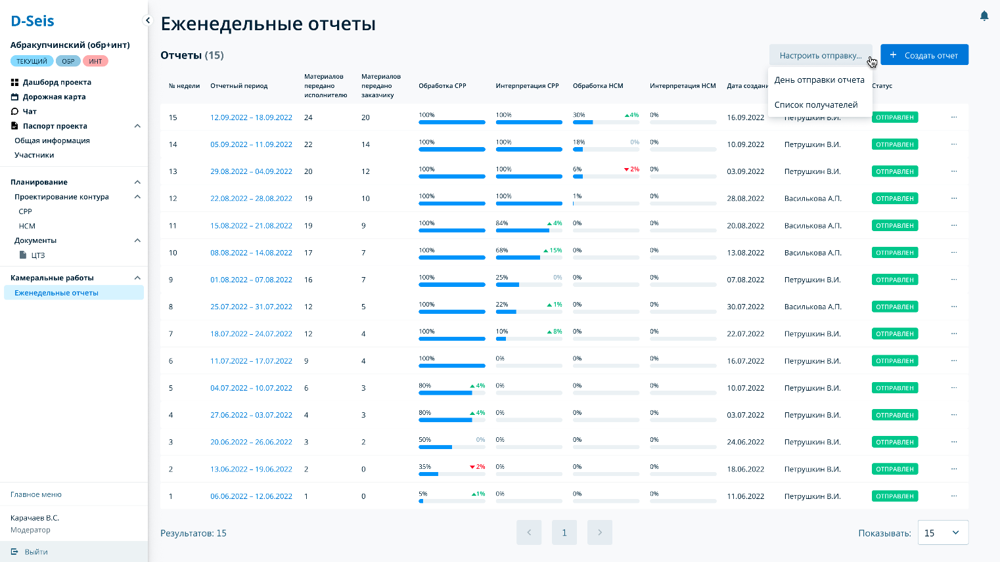 D-Seis
Абракупчинский (обр+инт)
ТЕКУЩИЙ ОБР ИНТ
Дашборд проекта
Дорожная карта
Чат
Паспорт проекта
Общая информация
Участники
Планирование
Проектирование контура
СРР
НСМ
Документы
ЦТЗ
Камеральные работы
Еженедельные отчеты
Главное меню
Карачаев В.С.
Модератор
Выйти
Еженедельные отчеты
Отчеты (15)
Настроить отправку...
+ Создать отчет
День отправки отчета
Список получателей
№ недели Отчетный период Материалов передано исполнителю Материалов передано заказчику Обработка СРР Интерпретация СРР Обработка НСМ Интерпретация НСМ Дата создани Статус
15 12.09.2022 – 18.09.2022 24 20 100% 100% 30% 4% 0% 16.09.2022 Петрушкин В.И. ОТПРАВЛЕН ...
14 05.09.2022 – 11.09.2022 22 14 100% 100% 18% 0% 0% 10.09.2022 Петрушкин В.И. ОТПРАВЛЕН ...
13 29.08.2022 – 04.09.2022 20 12 100% 100% 6% 2% 0% 03.09.2022 Петрушкин В.И. ОТПРАВЛЕН ...
12 22.08.2022 – 28.08.2022 19 10 100% 100% 1% 0% 28.08.2022 Василькова А.П. ОТПРАВЛЕН ...
11 15.08.2022 – 21.08.2022 19 9 100% 84% 4% 0% 0% 20.08.2022 Василькова А.П. ОТПРАВЛЕН ...
10 08.08.2022 – 14.08.2022 17 7 100% 68% 15% 0% 0% 13.08.2022 Василькова А.П. ОТПРАВЛЕН ...
9 01.08.2022 – 07.08.2022 16 7 100% 25% 0% 0% 0% 07.08.2022 Петрушкин В.И. ОТПРАВЛЕН ...
8 25.07.2022 – 31.07.2022 12 5 100% 22% 1% 0% 0% 30.07.2022 Василькова А.П. ОТПРАВЛЕН ...
7 18.07.2022 – 24.07.2022 12 4 100% 10% 8% 0% 0% 22.07.2022 Петрушкин В.И. ОТПРАВЛЕН ...
6 11.07.2022 – 17.07.2022 9 4 100% 0% 0% 0% 16.07.2022 Петрушкин В.И. ОТПРАВЛЕН ...
5 04.07.2022 – 10.07.2022 6 3 80% 4% 0% 0% 0% 10.07.2022 Петрушкин В.И. ОТПРАВЛЕН ...
4 27.06.2022 – 03.07.2022 4 3 80% 4% 0% 0% 0% 03.07.2022 Петрушкин В.И. ОТПРАВЛЕН ...
3 20.06.2022 – 26.06.2022 3 2 50% 0% 0% 0% 0% 24.06.2022 Петрушкин В.И. ОТПРАВЛЕН ...
2 13.06.2022 – 19.06.2022 2 0 35% 2% 0% 0% 0% 18.06.2022 Петрушкин В.И. ОТПРАВЛЕН ...
1 06.06.2022 – 12.06.2022 1 0 5% 1% 0% 0% 0% 11.06.2022 Петрушкин В.И. ОТПРАВЛЕН ...
Результатов: 15
1
Показывать: 15